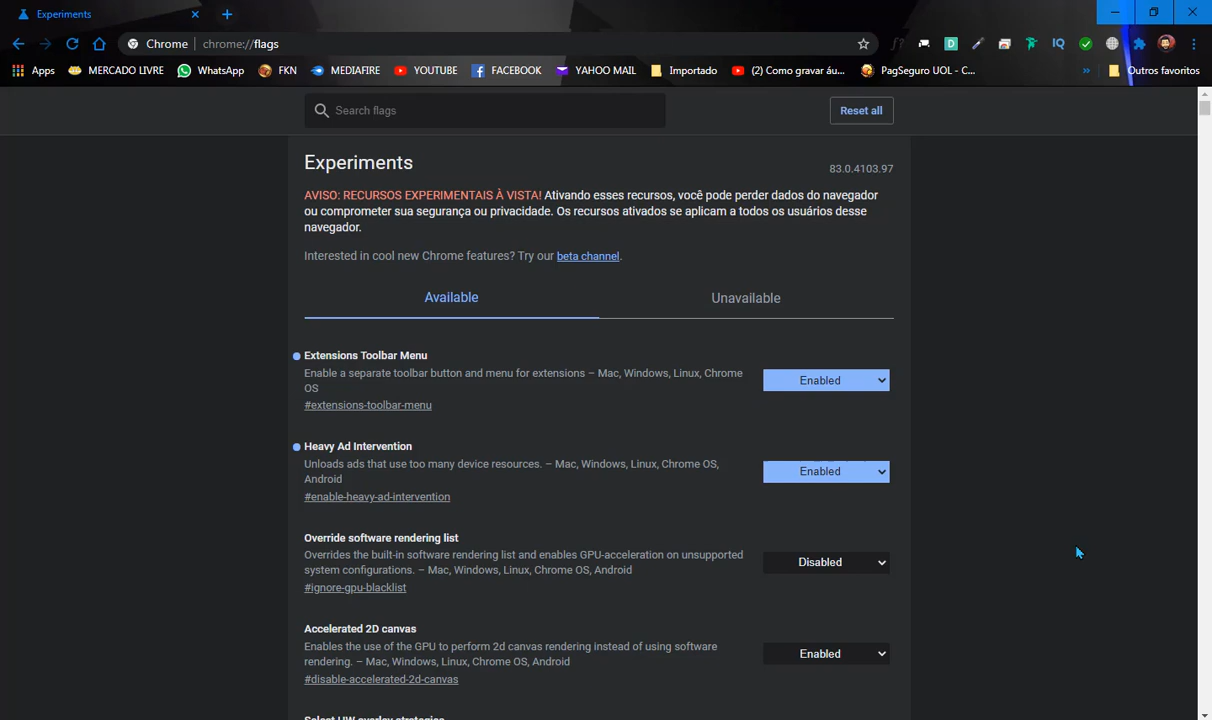 Experiments
Chrome chrome://flags
Apps MERCADO LIVRE WhatsApp FKN MEDIAFIRE YOUTUBE FACEBOOK YAHOO MAIL Importado (2) Como gravar áu... PagSeguro UOL - C... » Outros favoritos
Search flags
Reset all
Experiments
83.0.4103.97
AVISO: RECURSOS EXPERIMENTAIS À VISTA! Ativando esses recursos, você pode perder dados do navegador
ou comprometer sua segurança ou privacidade. Os recursos ativados se aplicam a todos os usuários desse
navegador.
Interested in cool new Chrome features? Try our beta channel.
Available
Unavailable
Extensions Toolbar Menu
Enable a separate toolbar button and menu for extensions – Mac, Windows, Linux, Chrome
OS
#extensions-toolbar-menu
Enabled
Heavy Ad Intervention
Unloads ads that use too many device resources. – Mac, Windows, Linux, Chrome OS,
Android
#enable-heavy-ad-intervention
Enabled
Override software rendering list
Overrides the built-in software rendering list and enables GPU-acceleration on unsupported
system configurations. – Mac, Windows, Linux, Chrome OS, Android
#ignore-gpu-blacklist
Disabled
Accelerated 2D canvas
Enables the use of the GPU to perform 2d canvas rendering instead of using software
rendering. – Mac, Windows, Linux, Chrome OS, Android
#disable-accelerated-2d-canvas
Enabled